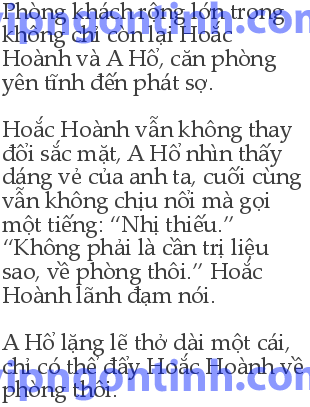 Phòng khách rộng lớn trong
không chỉ còn lại Hoắc
Hoành và A Hổ, căn phòng
yên tĩnh đến phát sợ.
Hoắc Hoành vẫn không thay
đổi sắc mặt, A Hổ nhìn thấy
dáng vẻ của anh ta, cuối cùng
vẫn không chịu nổi mà gọi
một tiếng: “Nhị thiếu.”
“Không phải là cần trị liệu
sao, về phòng thôi.” Hoắc
Hoành lãnh đạm nói.
A Hổ lặng lẽ thở dài một cái,
chỉ có thể đẩy Hoắc Hoành về
phòng thôi.
vipngontinh.com
vipngontinh.com